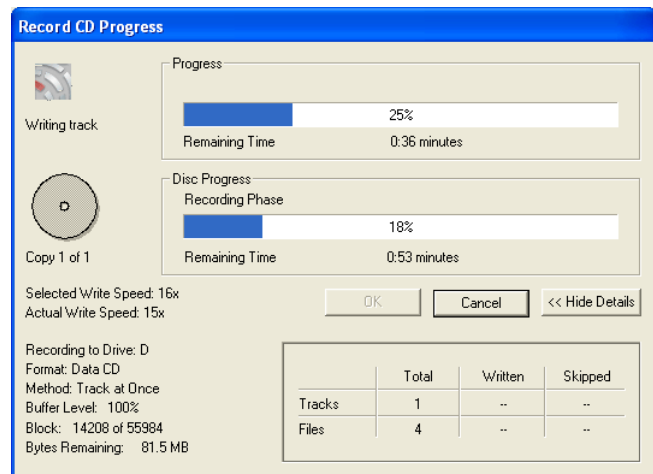 Record CD Progress
Progress
25%
Writing track
Remaining Time 0:36 minutes
Disc Progress
Recording Phase
18%
Copy 1 of 1
Remaining Time 0:53 minutes
Selected Write Speed: 16x
Actual Write Speed: 15x
OK Cancel << Hide Details
Recording to Drive: D
Format: Data CD
Method: Track at Once
Buffer Level: 100%
Block: 14208 of 55984
Bytes Remaining: 81.5 MB
Total Written Skipped
Tracks 1 -- --
Files 4 -- --